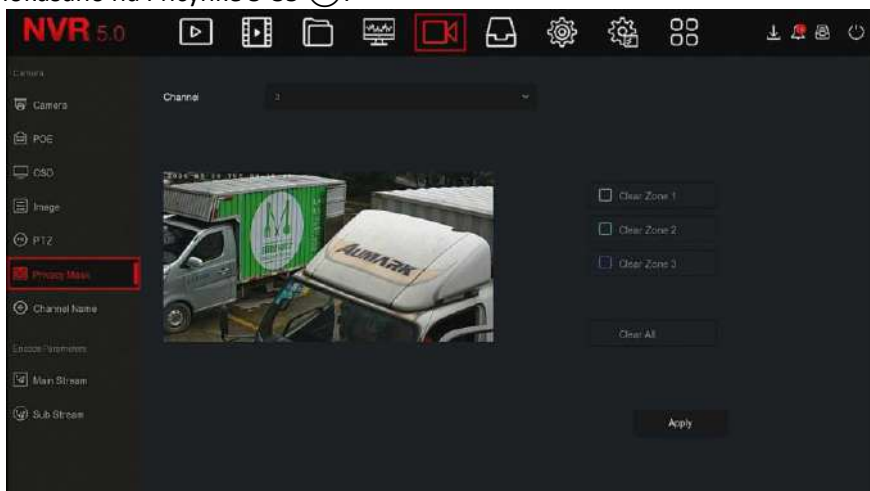 NVR 5.0
Camera
Channel
3
Camera
POE
OSD
Image
PTZ
Privacy Mask
Channel Name
Encode Parameters
Main Stream
Sub Stream
AUMARK
Clear Zone 1
Clear Zone 2
Clear Zone 3
Clear All
Apply